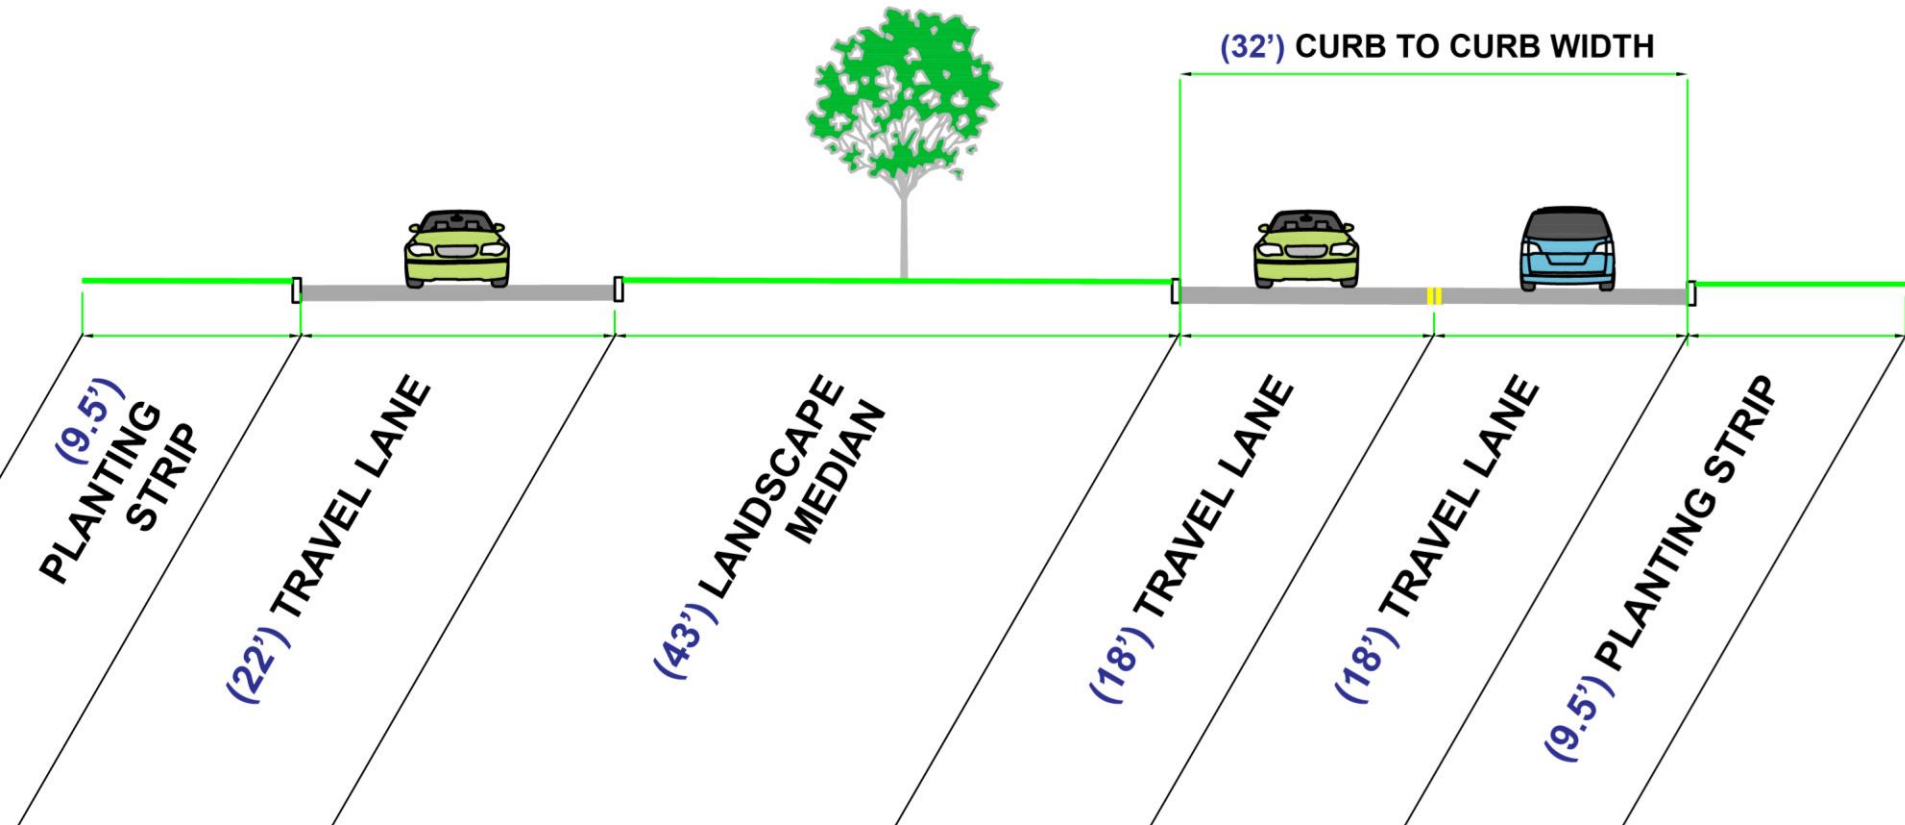 (32’) CURB TO CURB WIDTH
(9.5’)
PLANTING
STRIP
(22’) TRAVEL LANE
(43’) LANDSCAPE
MEDIAN
(18’) TRAVEL LANE
(18’) TRAVEL LANE
(9.5’) PLANTING STRIP